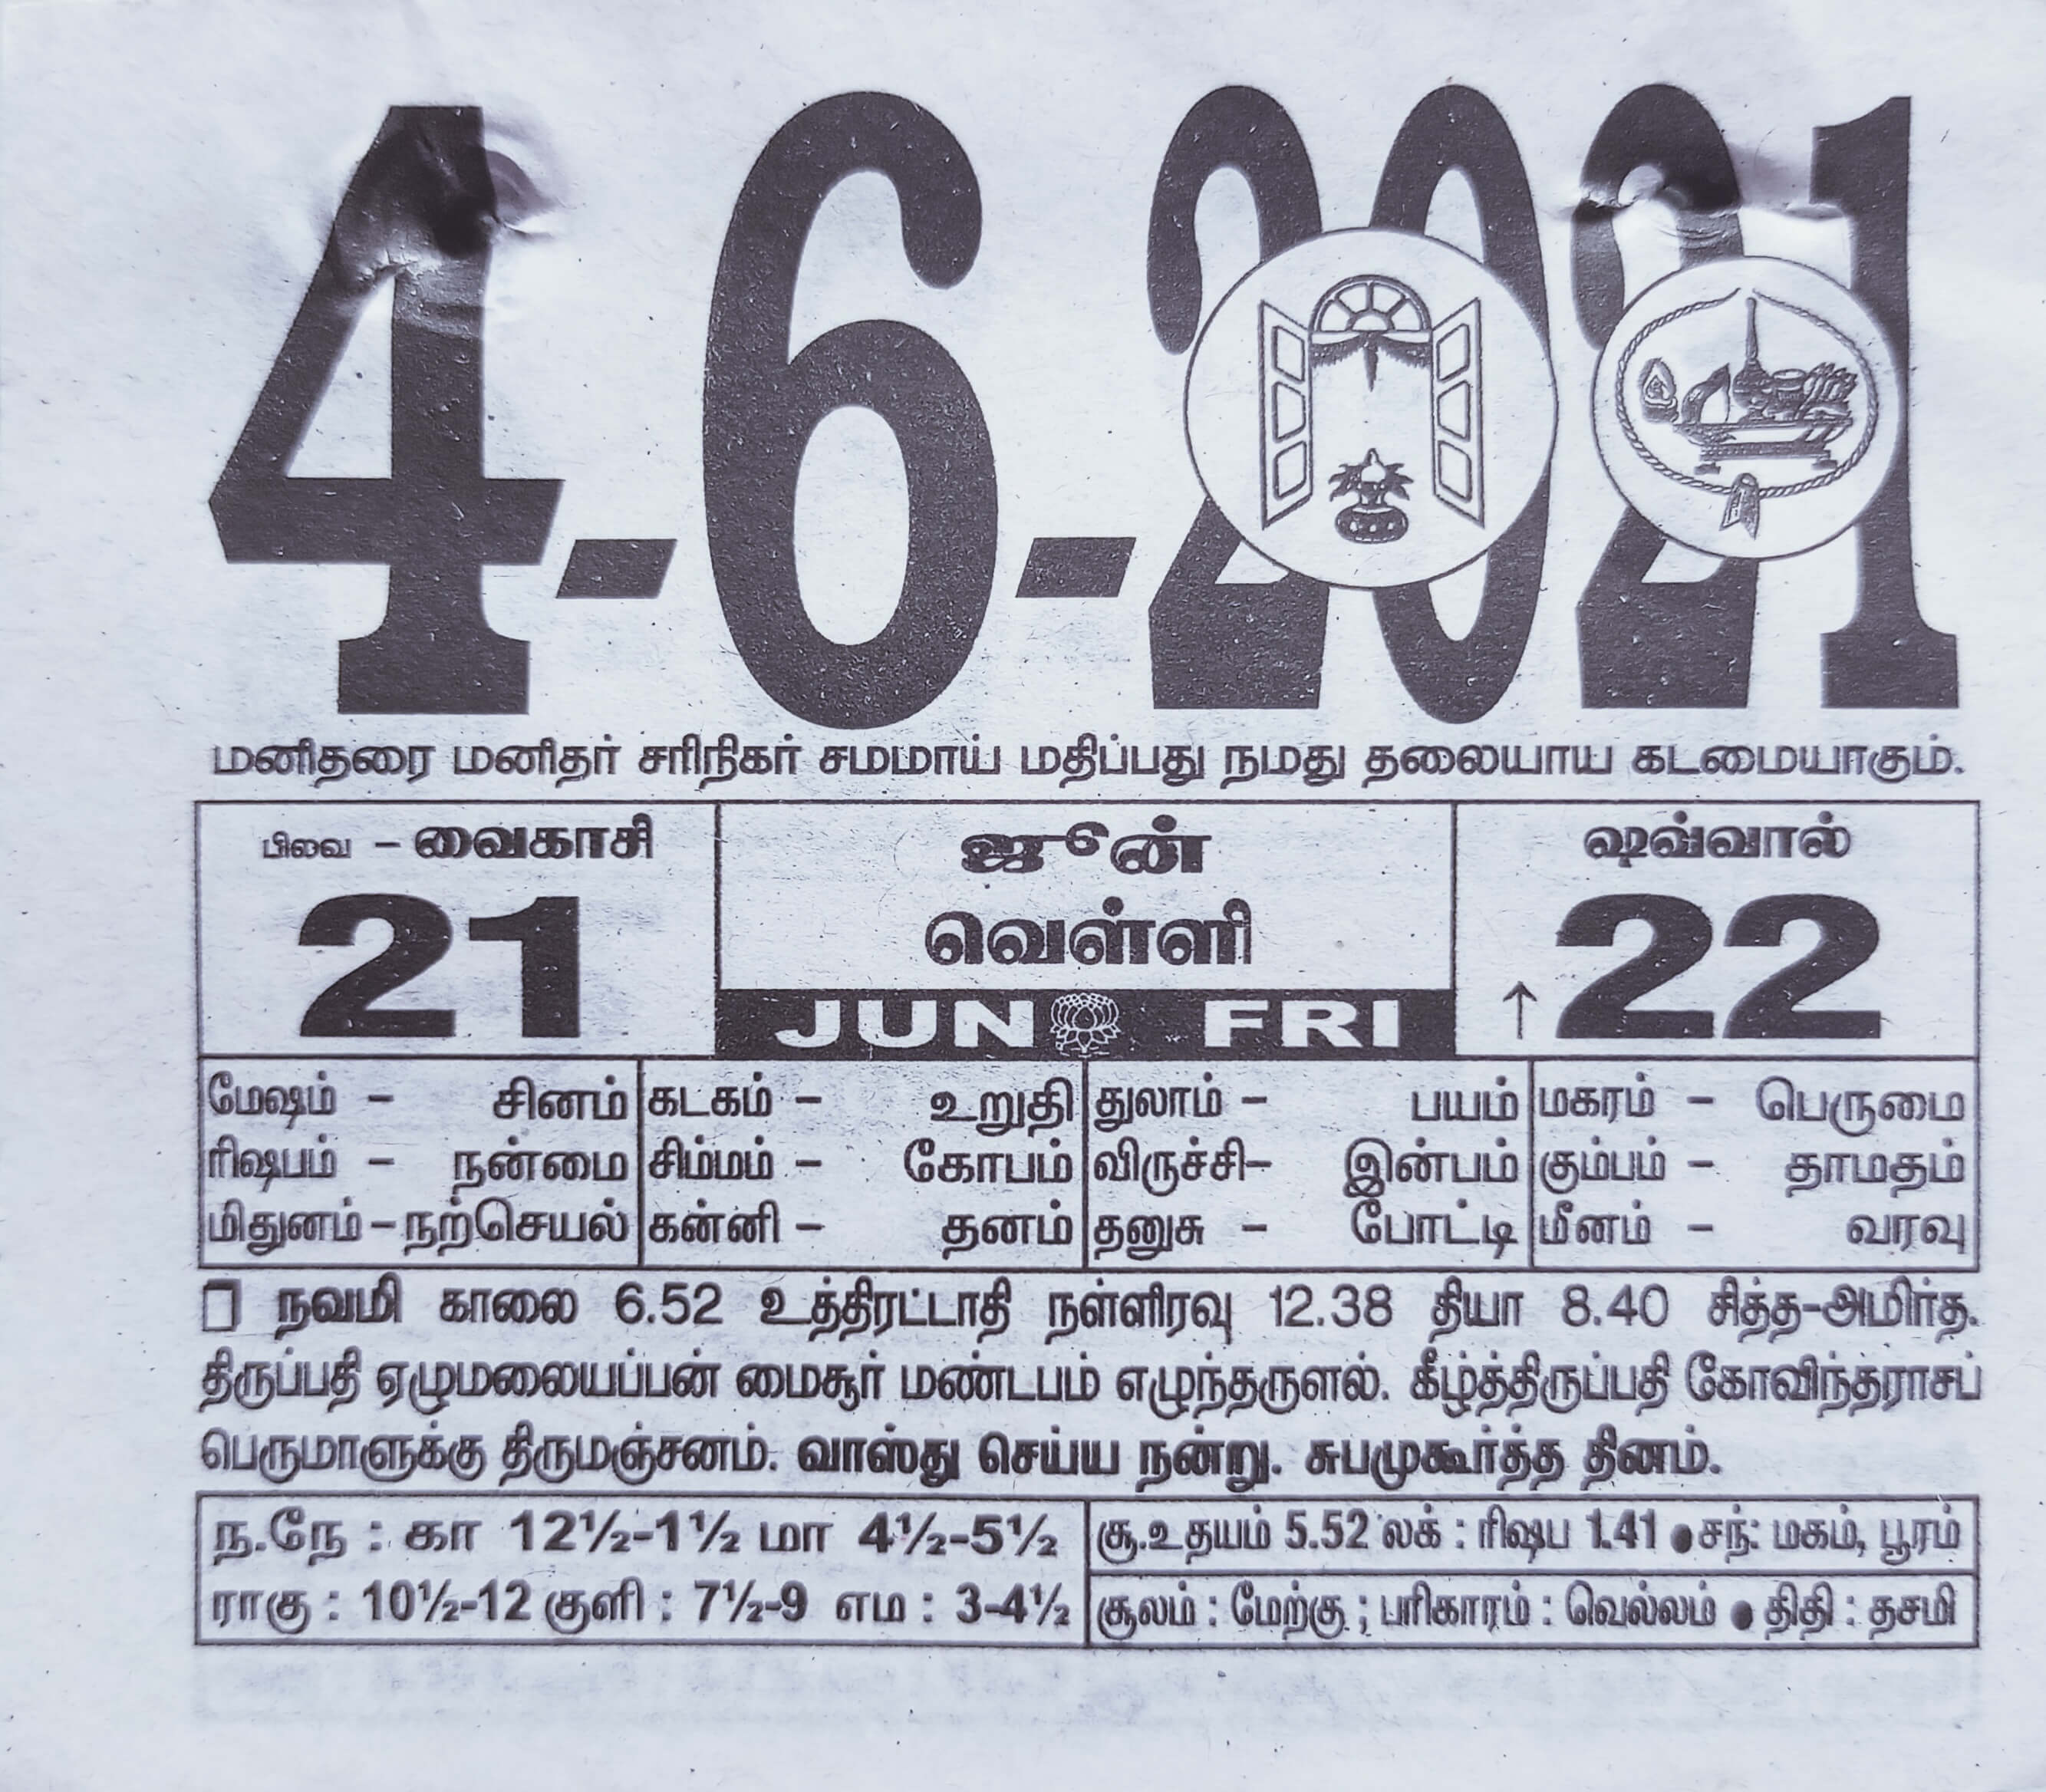 4-6-2021
மனிதரை மனிதர் சரிநிகர் சமமாய் மதிப்பது நமது தலையாய கடமையாகும்.
பிலவ - வைகாசி
21
ஜூன்
வெள்ளி
JUN FRI
ஷவ்வால்
↑ 22
மேஷம் - சினம் கடகம் - உறுதி துலாம் - பயம் மகரம் - பெருமை
ரிஷபம் - நன்மை சிம்மம் - கோபம் விருச்சி- இன்பம் கும்பம் - தாமதம்
மிதுனம் - நற்செயல் கன்னி - தனம் தனுசு - போட்டி மீனம் - வரவு
நவமி காலை 6.52 உத்திரட்டாதி நள்ளிரவு 12.38 தியா 8.40 சித்த-அமிர்த.
திருப்பதி ஏழுமலையப்பன் மைசூர் மண்டபம் எழுந்தருளல். கீழ்த்திருப்பதி கோவிந்தராசப்
பெருமாளுக்கு திருமஞ்சனம். வாஸ்து செய்ய நன்று. சுபமுகூர்த்த தினம்.
ந.நே : கா 12½-1½ மா 4½-5½
ராகு : 10½-12 குளி : 7½-9 எம : 3-4½
சூ.உதயம் 5.52 லக் : ரிஷப 1.41 ● சந்: மகம், பூரம்
சூலம் : மேற்கு ; பரிகாரம் : வெல்லம் ● திதி : தசமி